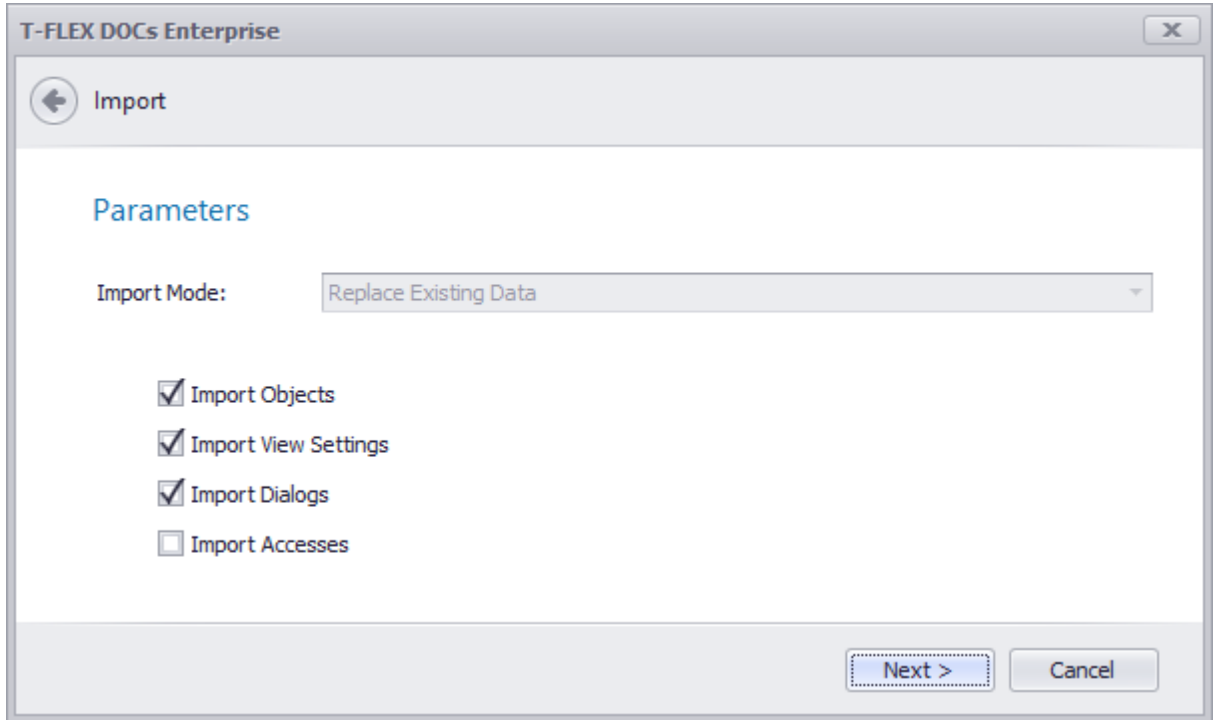 T-FLEX DOCs Enterprise
Import
Parameters
Import Mode: Replace Existing Data
Import Objects
Import View Settings
Import Dialogs
Import Accesses
Next > Cancel